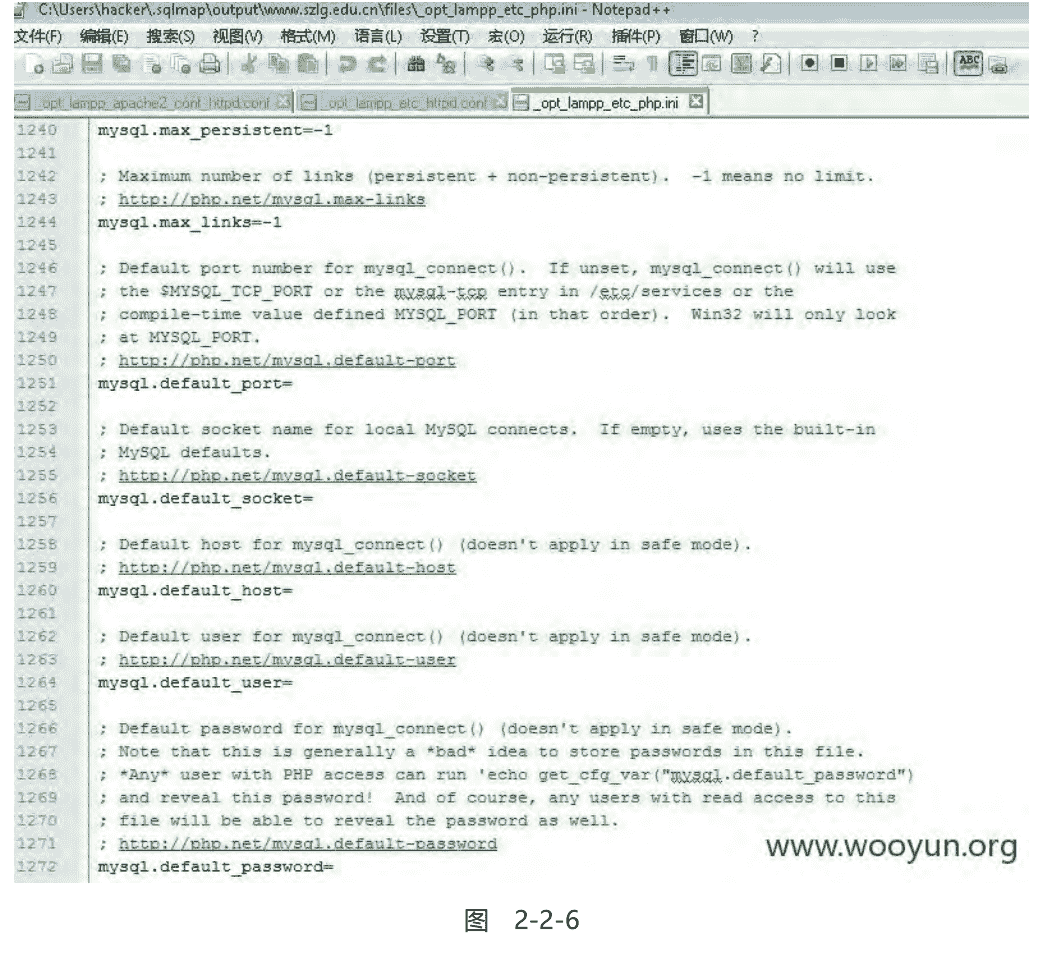 C:\Users\hacker\.sqlmap\output\www.szlg.edu.cn\files\_opt_lampp_etc_php.ini - Notepad++
文件(F) 编辑(E) 搜索(S) 视图(V) 格式(M) 语言(L) 设置(T) 宏(O) 运行(R) 插件(P) 窗口(W) ?
ABC
_opt_lampp_apache2_conf_httpd.conf _opt_lampp_etc_httpd.conf _opt_lampp_etc_php.ini
1240 mysql.max_persistent=-1
1241
1242 ; Maximum number of links (persistent + non-persistent).  -1 means no limit.
1243 ; http://php.net/mysql.max-links
1244 mysql.max_links=-1
1245
1246 ; Default port number for mysql_connect().  If unset, mysql_connect() will use
1247 ; the $MYSQL_TCP_PORT or the mysql-tcp entry in /etc/services or the
1248 ; compile-time value defined MYSQL_PORT (in that order).  Win32 will only look
1249 ; at MYSQL_PORT.
1250 ; http://php.net/mysql.default-port
1251 mysql.default_port=
1252
1253 ; Default socket name for local MySQL connects.  If empty, uses the built-in
1254 ; MySQL defaults.
1255 ; http://php.net/mysql.default-socket
1256 mysql.default_socket=
1257
1258 ; Default host for mysql_connect() (doesn't apply in safe mode).
1259 ; http://php.net/mysql.default-host
1260 mysql.default_host=
1261
1262 ; Default user for mysql_connect() (doesn't apply in safe mode).
1263 ; http://php.net/mysql.default-user
1264 mysql.default_user=
1265
1266 ; Default password for mysql_connect() (doesn't apply in safe mode).
1267 ; Note that this is generally a *bad* idea to store passwords in this file.
1268 ; *Any* user with PHP access can run 'echo get_cfg_var("mysql.default_password")
1269 ; and reveal this password!  And of course, any users with read access to this
1270 ; file will be able to reveal the password as well.
1271 ; http://php.net/mysql.default-password
1272 mysql.default_password=
www.wooyun.org
图 2-2-6